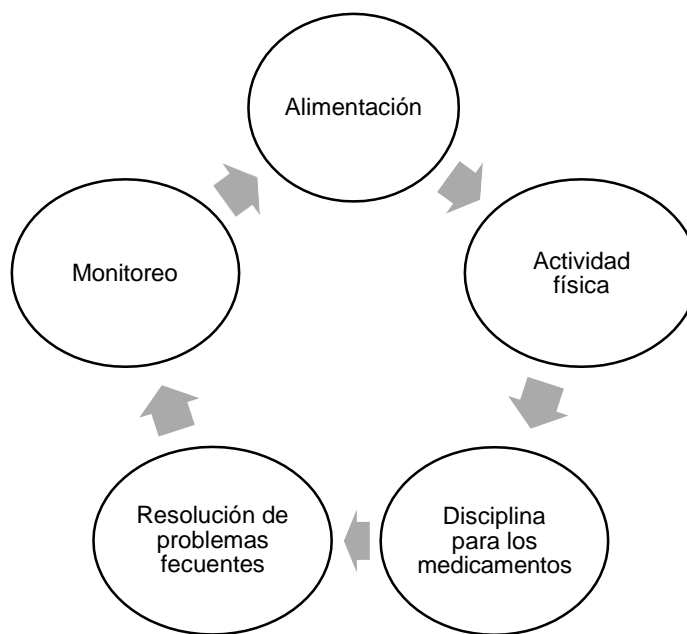 Alimentación
Actividad
física
Disciplina
para los
medicamentos
Resolución de
problemas
fecuentes
Monitoreo